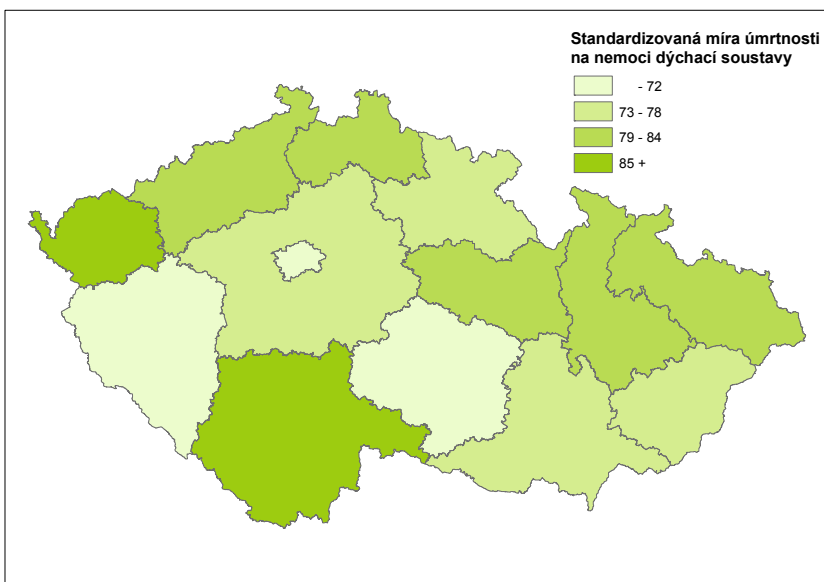 Standardizovaná míra úmrtnosti
na nemoci dýchací soustavy
- 72
73 - 78
79 - 84
85 +